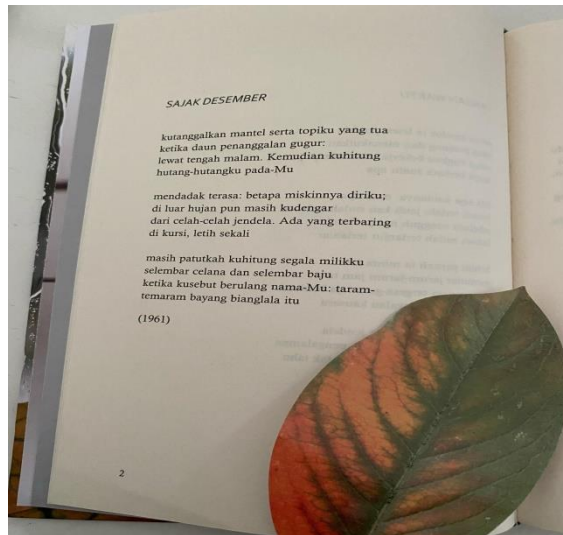 SAJAK DESEMBER
kutanggalkan mantel serta topiku yang tua
ketika daun penanggalan gugur:
lewat tengah malam. Kemudian kuhitung
hutang-hutangku pada-Mu
mendadak terasa: betapa miskinnya diriku;
di luar hujan pun masih kudengar
dari celah-celah jendela. Ada yang terbaring
di kursi, letih sekali
masih patutkah kuhitung segala milikku
selembar celana dan selembar baju
ketika kusebut berulang nama-Mu: taram-
temaram bayang bianglala itu
(1961)
2